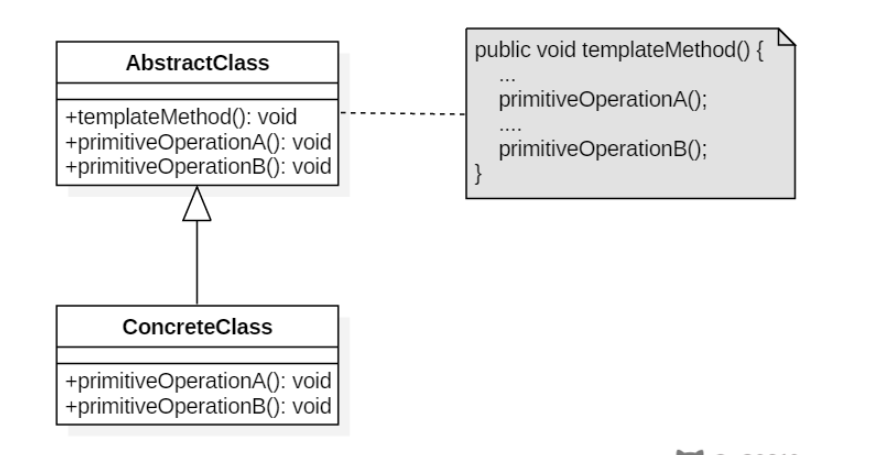 AbstractClass
+templateMethod(): void
+primitiveOperationA(): void
+primitiveOperationB(): void
public void templateMethod() {
...
primitiveOperationA();
....
primitiveOperationB();
}
ConcreteClass
+primitiveOperationA(): void
+primitiveOperationB(): void